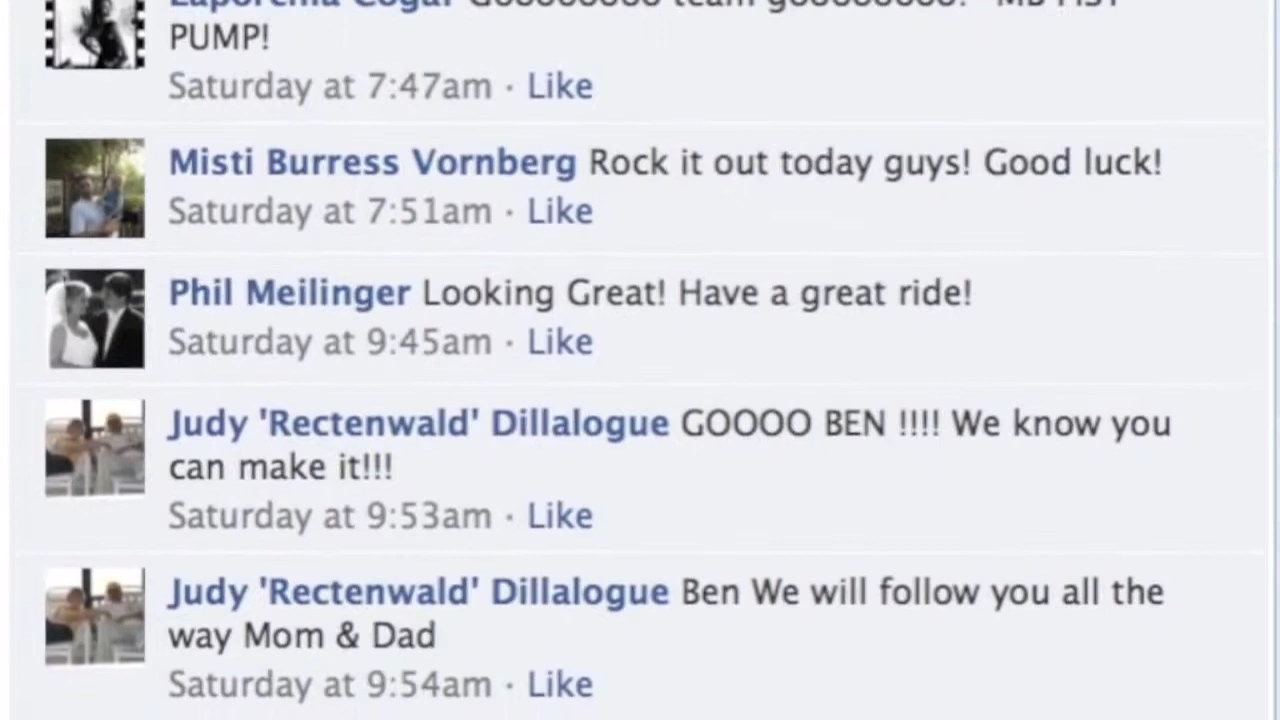 team
PUMP!
Saturday at 7:47am · Like
Misti Burress Vornberg Rock it out today guys! Good luck!
Saturday at 7:51am · Like
Phil Meilinger Looking Great! Have a great ride!
Saturday at 9:45am · Like
Judy 'Rectenwald' Dillalogue GOOOO BEN !!!! We know you
can make it!!!
Saturday at 9:53am · Like
Judy 'Rectenwald' Dillalogue Ben We will follow you all the
way Mom & Dad
Saturday at 9:54am · Like